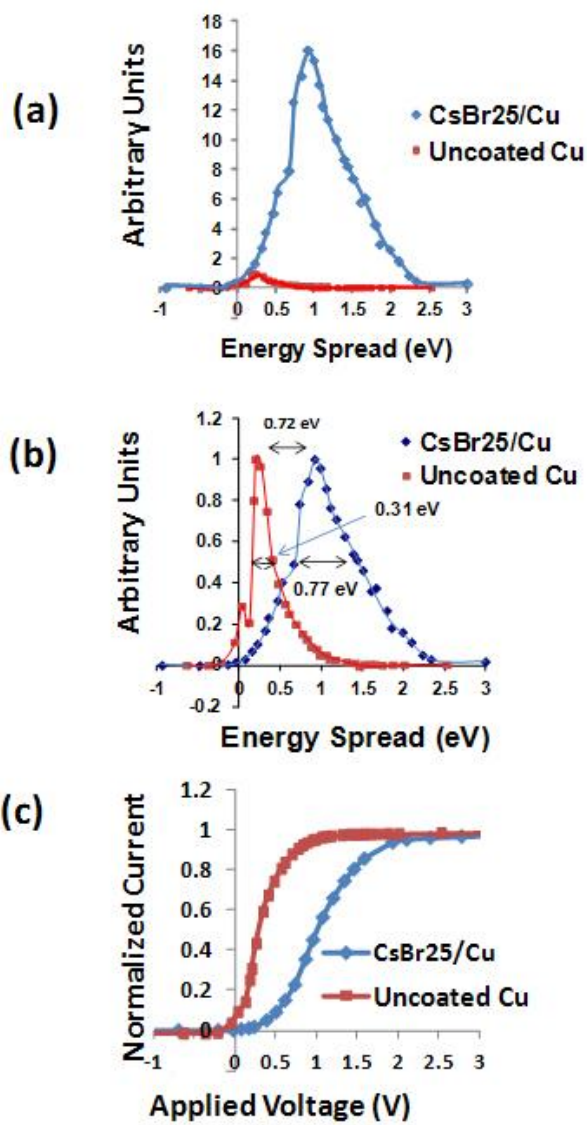 (a)
Arbitrary Units
18
16
14
12
10
8
6
4
2
0
-1
0
0.5
1
1.5
2
2.5
3
CsBr25/Cu
Uncoated Cu
Energy Spread (eV)
(b)
Arbitrary Units
1.2
1
0.8
0.6
0.4
0.2
0
-0.2
0.72 eV
0.31 eV
0.77 eV
CsBr25/Cu
Uncoated Cu
-1
0
0.5
1
1.5
2
2.5
3
Energy Spread (eV)
(c)
Normalized Current
1.2
1
0.8
0.6
0.4
0.2
0
CsBr25/Cu
Uncoated Cu
-1
0
0.5
1
1.5
2
2.5
3
Applied Voltage (V)